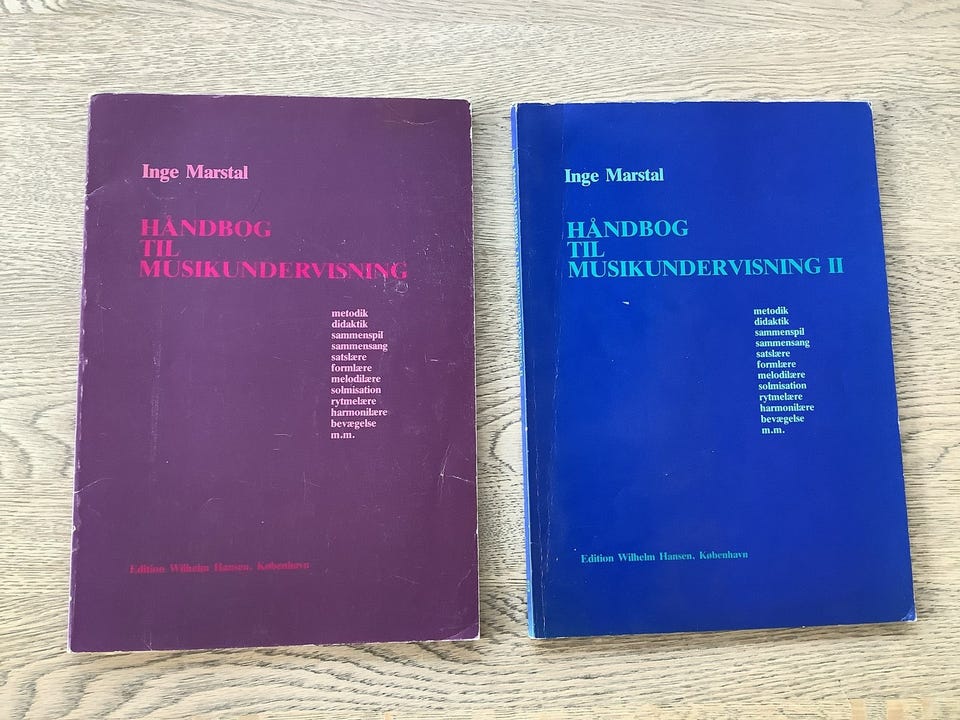 Inge Marstal
HÅNDBOG
TIL
MUSIKUNDERVISNING
metodik
didaktik
sammenspil
sammensang
satslære
formlære
melodilære
solmisation
rytmelære
harmonilære
bevægelse
m.m.
Edition Wilhelm Hansen, København
Inge Marstal
HÅNDBOG
TIL
MUSIKUNDERVISNING II
metodik
didaktik
sammenspil
sammensang
satslære
formlære
melodilære
solmisation
rytmelære
harmonilære
bevægelse
m.m.
Edition Wilhelm Hansen, København